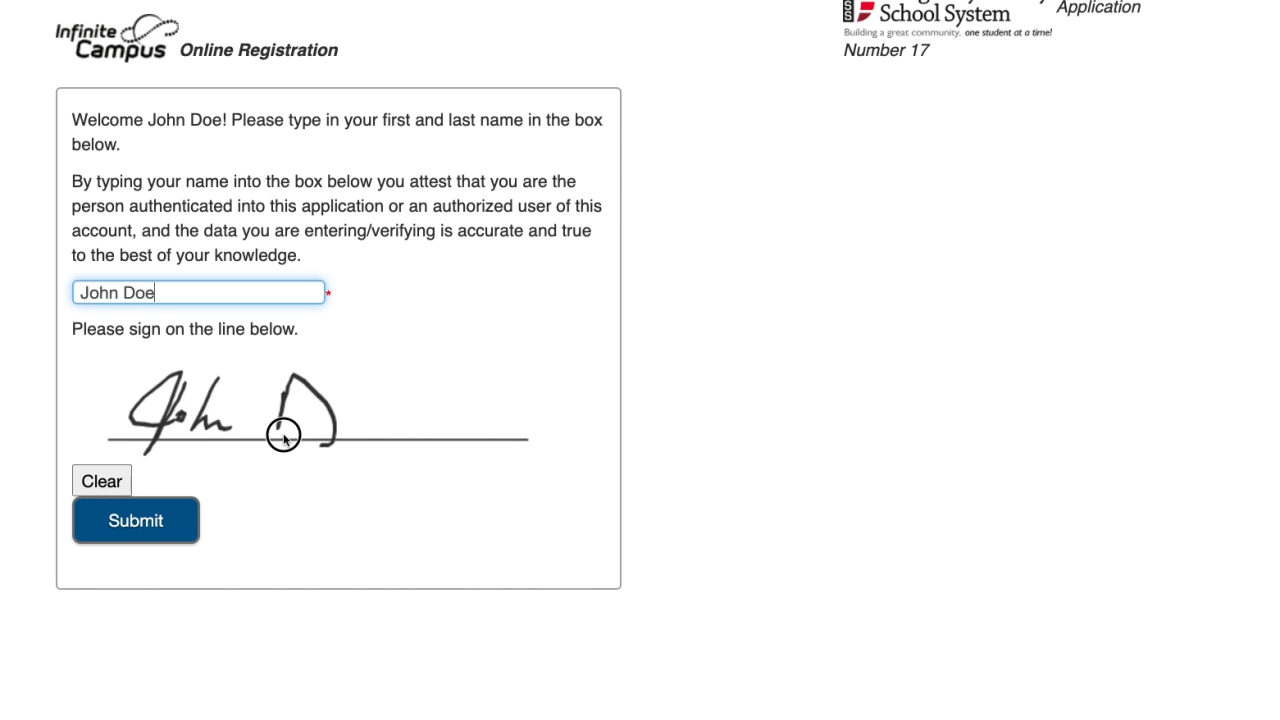 Infinite
Campus Online Registration
School System
Application
Building a great community, one student at a time!
Number 17
Welcome John Doe! Please type in your first and last name in the box
below.
By typing your name into the box below you attest that you are the
person authenticated into this application or an authorized user of this
account, and the data you are entering/verifying is accurate and true
to the best of your knowledge.
John Doe
*
Please sign on the line below.
John D
Clear
Submit